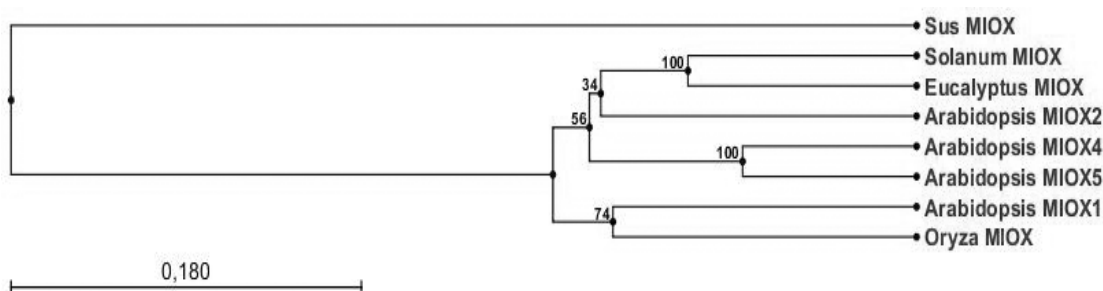 Sus MIOX
Solanum MIOX
100
Eucalyptus MIOX
34
Arabidopsis MIOX2
56
Arabidopsis MIOX4
100
Arabidopsis MIOX5
Arabidopsis MIOX1
74
Oryza MIOX
0,180